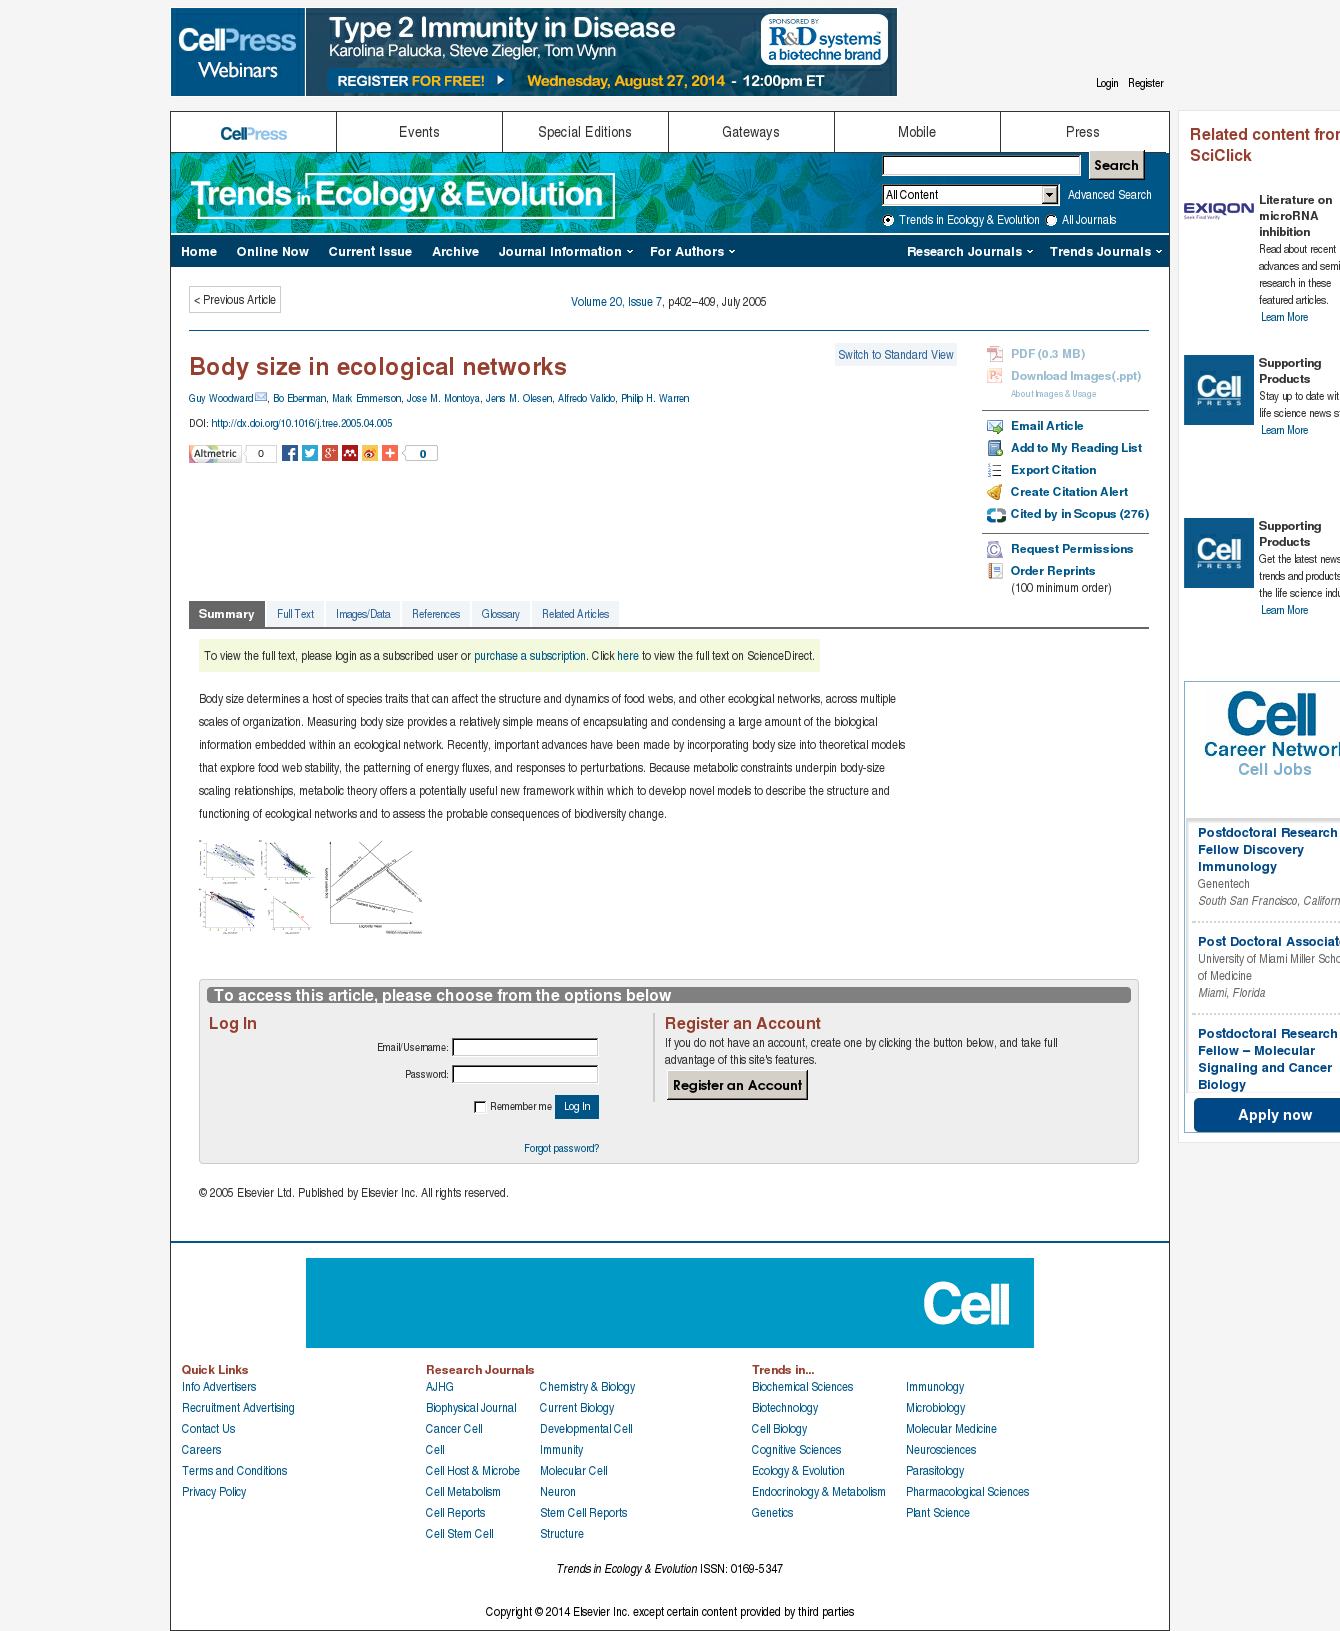 CellPress
Webinars
Type 2 Immunity in Disease
Karolina Palucka, Steve Ziegler, Tom Wynn
REGISTER FOR FREE!
Wednesday, August 27, 2014 - 12:00pm ET
SPONSORED BY
R&D systems
a biotechne brand
Login Register
CellPress
Events
Special Editions
Gateways
Mobile
Press
Trends in Ecology & Evolution
Search
All Content
Advanced Search
Trends in Ecology & Evolution All Journals
Home Online Now Current Issue Archive Journal Information For Authors Research Journals Trends Journals
< Previous Article
Volume 20, Issue 7, p402–409, July 2005
Body size in ecological networks
Switch to Standard View
Guy Woodward, Bo Ebenman, Mark Emmerson, Jose M. Montoya, Jens M. Olesen, Alfredo Valido, Philip H. Warren
DOI: http://dx.doi.org/10.1016/j.tree.2005.04.005
Altmetric 0
0
PDF (0.3 MB)
Download Images(.ppt)
About Images & Usage
Email Article
Add to My Reading List
Export Citation
Create Citation Alert
Cited by in Scopus (276)
Request Permissions
Order Reprints
(100 minimum order)
Summary Full Text Images/Data References Glossary Related Articles
To view the full text, please login as a subscribed user or purchase a subscription. Click here to view the full text on ScienceDirect.
Body size determines a host of species traits that can affect the structure and dynamics of food webs, and other ecological networks, across multiple
scales of organization. Measuring body size provides a relatively simple means of encapsulating and condensing a large amount of the biological
information embedded within an ecological network. Recently, important advances have been made by incorporating body size into theoretical models
that explore food web stability, the patterning of energy fluxes, and responses to perturbations. Because metabolic constraints underpin body-size
scaling relationships, metabolic theory offers a potentially useful new framework within which to develop novel models to describe the structure and
functioning of ecological networks and to assess the probable consequences of biodiversity change.
To access this article, please choose from the options below
Log In
Email/Username:
Password:
Remember me Log In
Forgot password?
Register an Account
If you do not have an account, create one by clicking the button below, and take full
advantage of this site's features.
Register an Account
© 2005 Elsevier Ltd. Published by Elsevier Inc. All rights reserved.
Related content from
SciClick
EXIQON
Seek Find Verify
Literature on
microRNA
inhibition
Read about recent
advances and semi
research in these
featured articles.
Learn More
Cell
PRESS
Supporting
Products
Stay up to date wit
life science news s
Learn More
Cell
PRESS
Supporting
Products
Get the latest news
trends and products
the life science indu
Learn More
Cell
Career Network
Cell Jobs
Postdoctoral Research
Fellow Discovery
Immunology
Genentech
South San Francisco, Californ
Post Doctoral Associat
University of Miami Miller Scho
of Medicine
Miami, Florida
Postdoctoral Research
Fellow – Molecular
Signaling and Cancer
Biology
Apply now
Cell
Quick Links
Info Advertisers
Recruitment Advertising
Contact Us
Careers
Terms and Conditions
Privacy Policy
Research Journals
AJHG
Biophysical Journal
Cancer Cell
Cell
Cell Host & Microbe
Cell Metabolism
Cell Reports
Cell Stem Cell
Chemistry & Biology
Current Biology
Developmental Cell
Immunity
Molecular Cell
Neuron
Stem Cell Reports
Structure
Trends in...
Biochemical Sciences
Biotechnology
Cell Biology
Cognitive Sciences
Ecology & Evolution
Endocrinology & Metabolism
Genetics
Immunology
Microbiology
Molecular Medicine
Neurosciences
Parasitology
Pharmacological Sciences
Plant Science
Trends in Ecology & Evolution ISSN: 0169-5347
Copyright © 2014 Elsevier Inc. except certain content provided by third parties